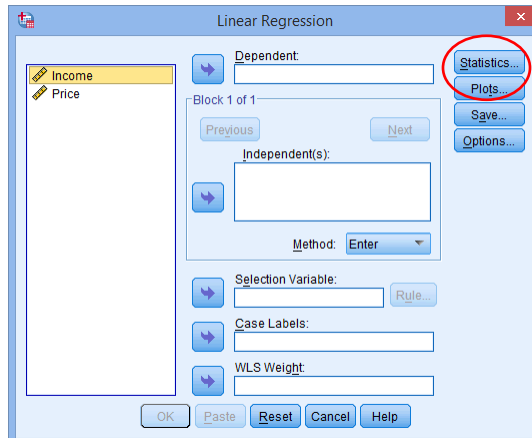 Linear Regression
Income
Price
Dependent:
Block 1 of 1
Previous
Next
Independent(s):
Method:
Enter
Selection Variable:
Rule...
Case Labels:
WLS Weight:
Statistics...
Plots...
Save...
Options...
OK
Paste
Reset
Cancel
Help